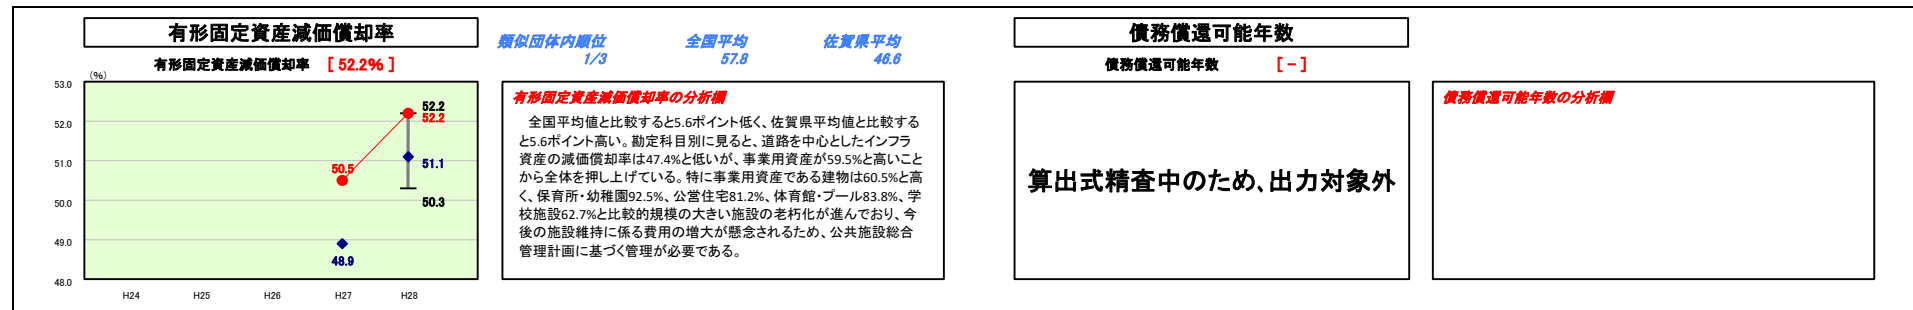 有形固定資産減価償却率
有形固定資産減価償却率 [ 52.2% ]
類似団体内順位 全国平均 佐賀県平均
1/3 57.8 46.6
(%)
53.0
52.0
51.0
50.0
49.0
48.0
52.2
52.2
50.5
51.1
50.3
48.9
H24 H25 H26 H27 H28
有形固定資産減価償却率の分析欄
全国平均値と比較すると5.6ポイント低く、佐賀県平均値と比較する
と5.6ポイント高い。勘定科目別に見ると、道路を中心としたインフラ
資産の減価償却率は47.4%と低いが、事業用資産が59.5%と高いこと
から全体を押し上げている。特に事業用資産である建物は60.5%と高
く、保育所・幼稚園92.5%、公営住宅81.2%、体育館・プール83.8%、学
校施設62.7%と比較的規模の大きい施設の老朽化が進んでおり、今
後の施設維持に係る費用の増大が懸念されるため、公共施設総合
管理計画に基づく管理が必要である。
債務償還可能年数
債務償還可能年数 [ - ]
算出式精査中のため、出力対象外
債務償還可能年数の分析欄